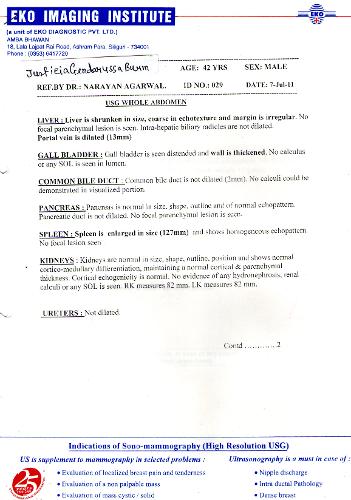 EKO IMAGING INSTITUTE
EKO
(a unit of EKO DIAGNOSTIC PVT. LTD.)
AMBA BHAWAN
18, Lala Lajpat Rai Road, Ashram Para, Siliguri - 734001
Phone : (0353) 6417720
Justicia Gendarussa Burm
AGE: 42 YRS SEX: MALE
REF.BY DR.: NARAYAN AGARWAL. ID NO.: 029 DATE: 7-Jul-11
USG WHOLE ABDOMEN
LIVER : Liver is shrunken in size, coarse in echotexture and margin is irregular. No
focal parenchymal lesion is seen. Intra-hepatic biliary radicles are not dilated.
Portal vein is dilated (13mm)
GALL BLADDER : Gall bladder is seen distended and wall is thickened. No calculus
or any SOL is seen in lumen.
COMMON BILE DUCT : Common bile duct is not dilated (2mm). No calculi could be
demonstrated in visualized portion.
PANCREAS : Pancreas is normal in size, shape, outline and of normal echopattern.
Pancreatic duct is not dilated. No focal parenchymal lesion is seen.
SPLEEN : Spleen is enlarged in size (127mm) and shows homogeneous echopattern
No focal lesion seen
KIDNEYS : Kidneys are normal in size, shape, outline, position and shows normal
cortico-medullary differentiation, maintaining a normal cortical & parenchymal
thickness. Cortical echogenicity is normal. No evidence of any hydronephrosis, renal
calculi or any SOL is seen. RK measures 82 mm. LK measures 82 mm.
URETERS : Not dilated.
Contd ........... 2
Indications of Sono-mammography (High Resolution USG)
US is supplement to mammography in selected problems : Ultrasonography is a must in case of :
• Evaluation of localized breast pain and tenderness • Nipple discharge
• Evaluation of a non palpable mass • Intra ductal Pathology
• Evaluation of mass cystic / solid • Dense breast
25